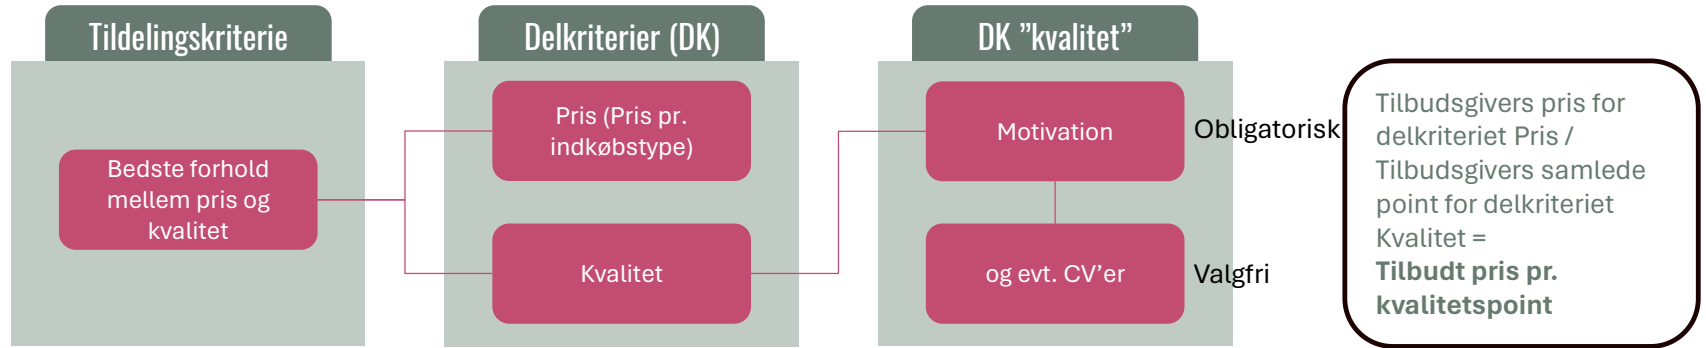 Tildelingskriterie
Delkriterier (DK)
DK ”kvalitet”
Bedste forhold
mellem pris og
kvalitet
Pris (Pris pr.
indkøbstype)
Kvalitet
Motivation
Obligatorisk
og evt. CV’er
Valgfri
Tilbudsgivers pris for
delkriteriet Pris /
Tilbudsgivers samlede
point for delkriteriet
Kvalitet =
Tilbudt pris pr.
kvalitetspoint